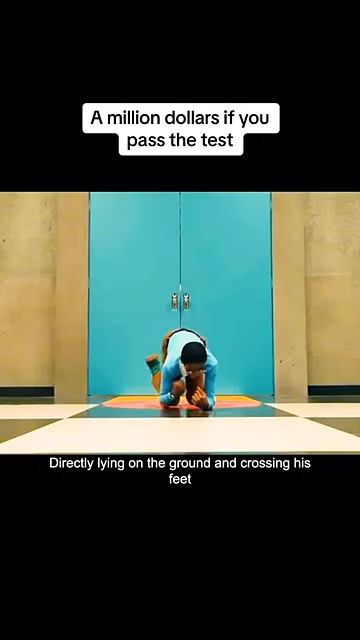 A million dollars if you
pass the test
Directly lying on the ground and crossing his
feet